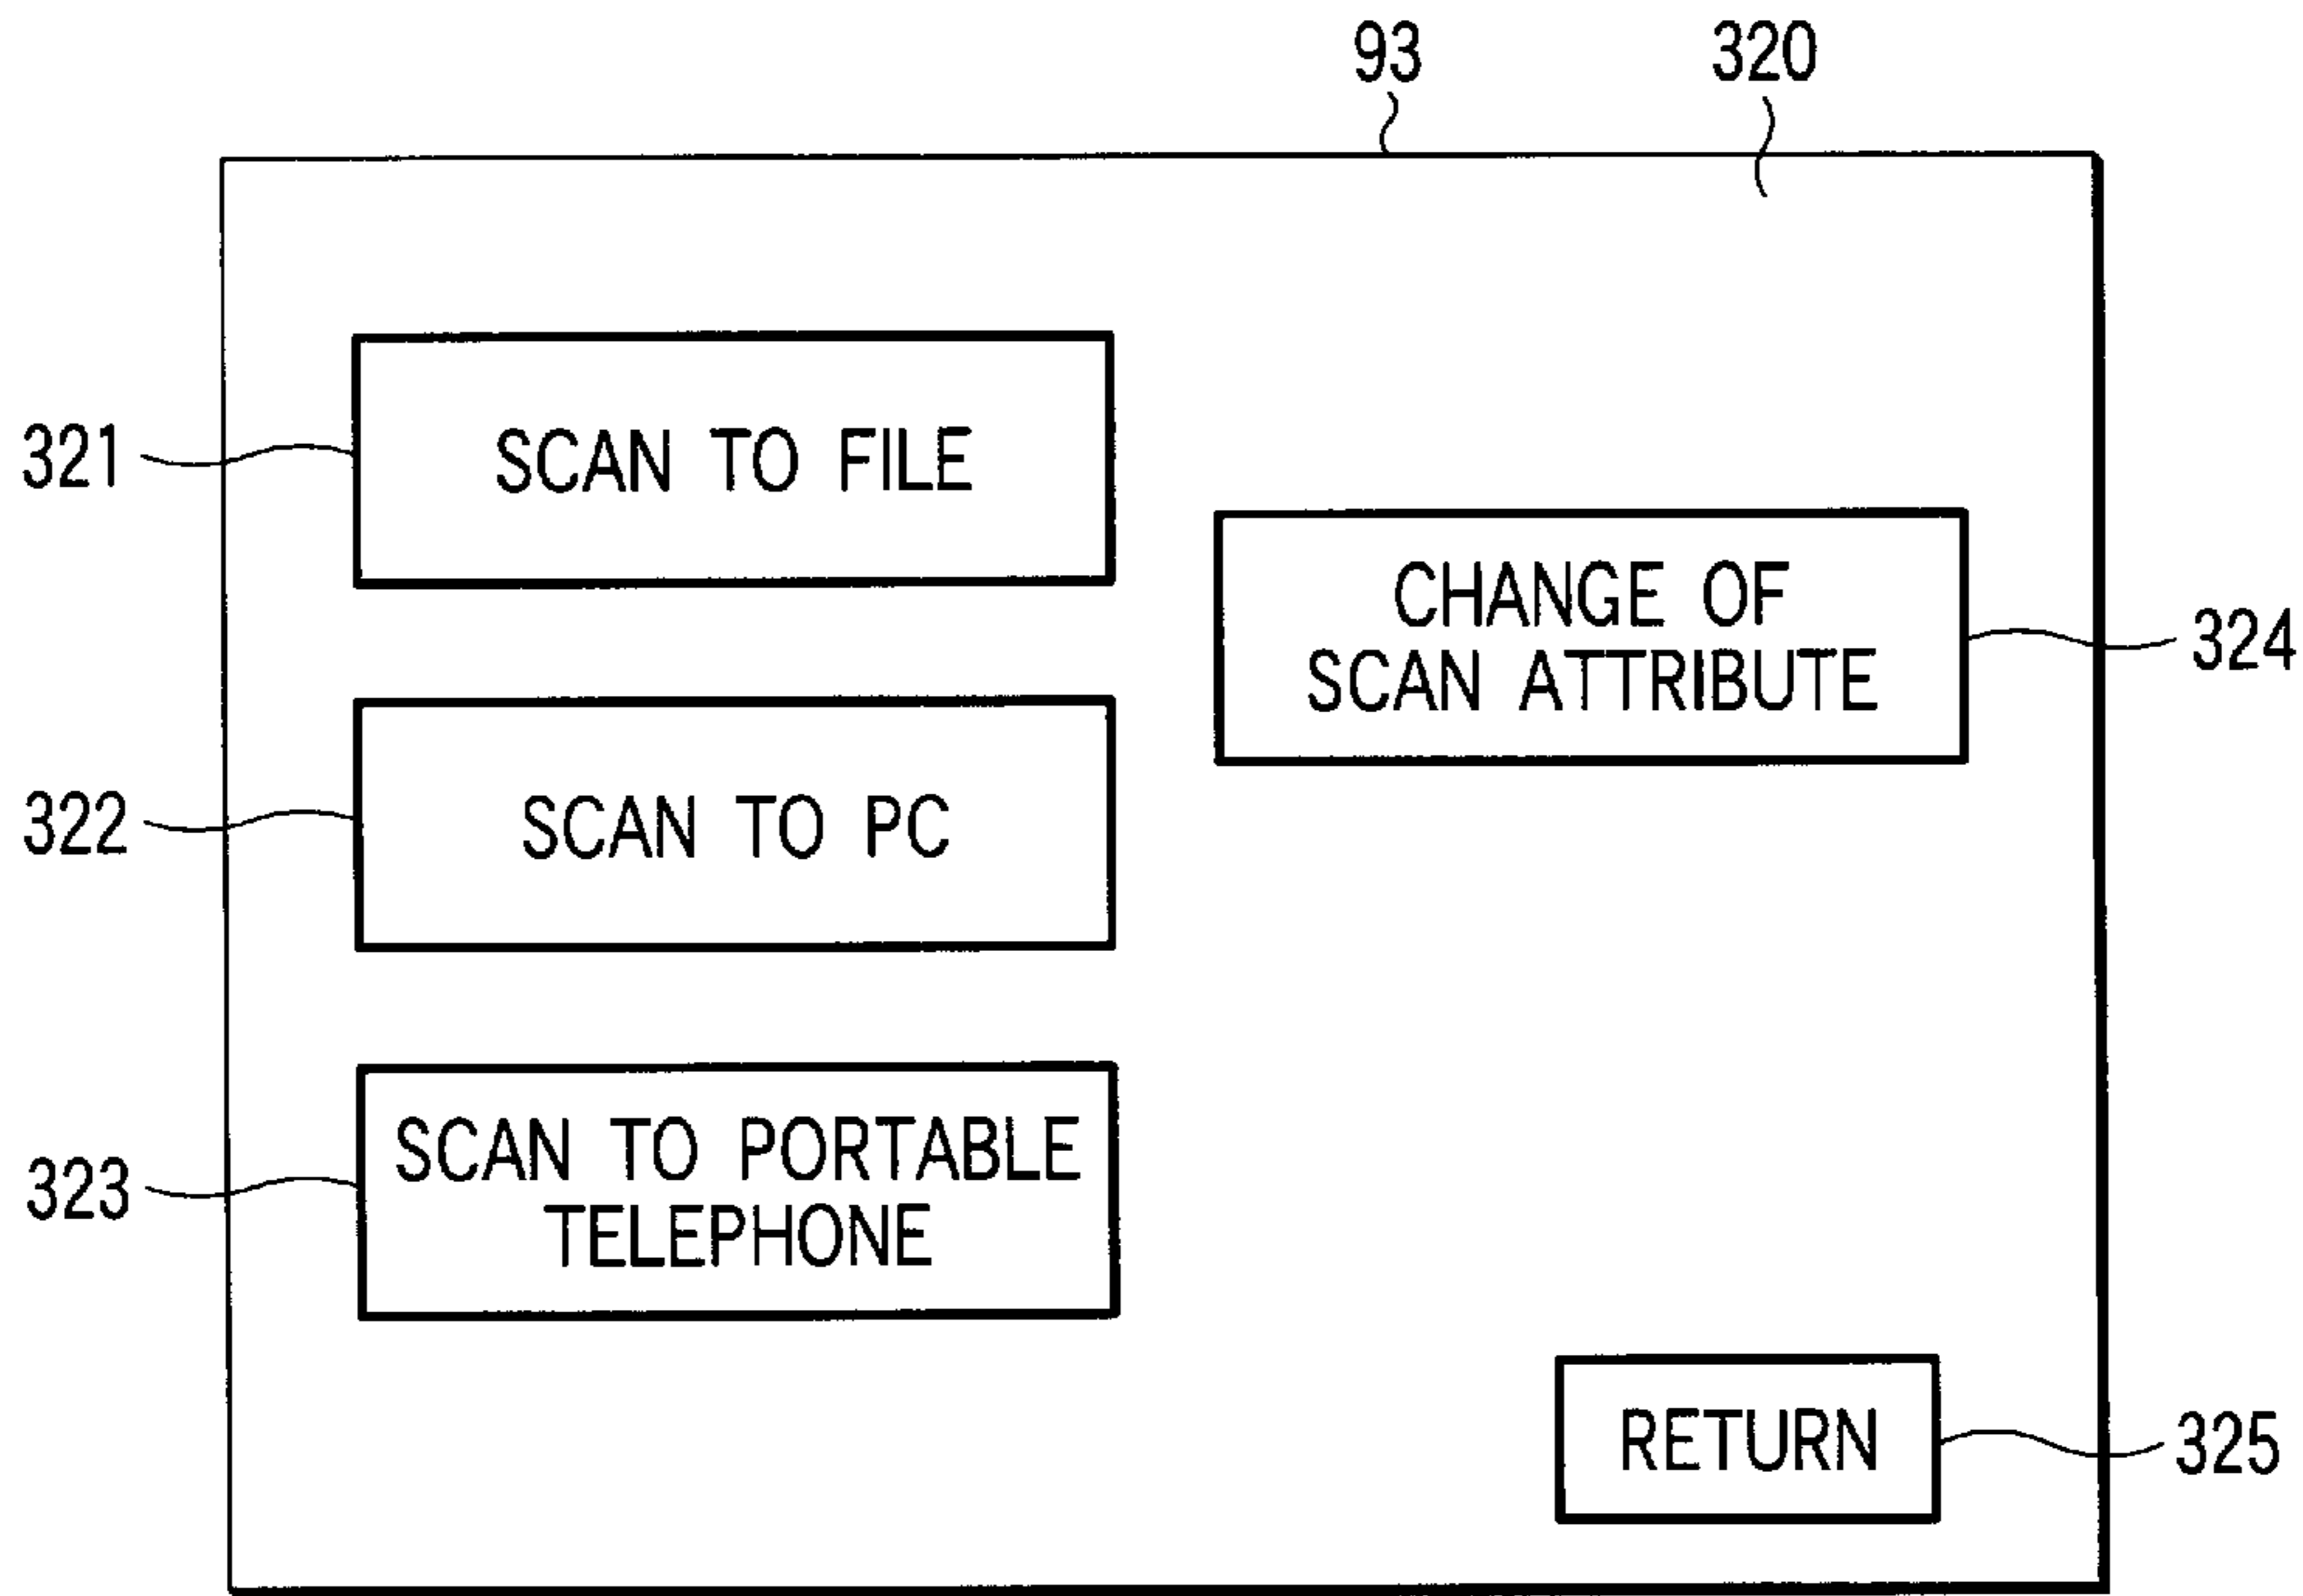 93
320
321
SCAN TO FILE
CHANGE OF
SCAN ATTRIBUTE
324
322
SCAN TO PC
323
SCAN TO PORTABLE
TELEPHONE
RETURN
325